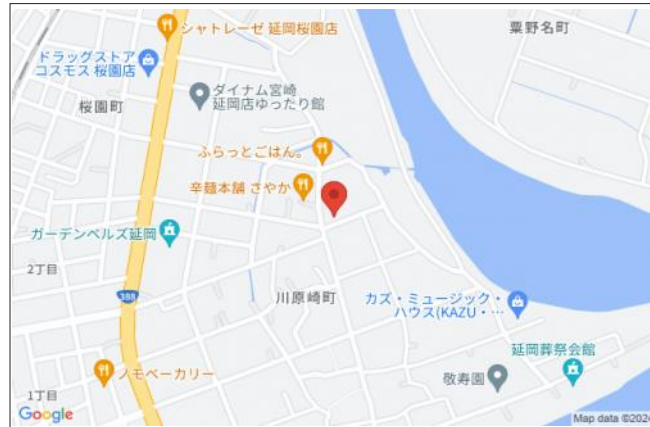 シャトレーゼ 延岡桜園店
粟野名町
ドラッグストア
コスモス 桜園店
ダイナム宮崎
延岡店ゆったり館
桜園町
ふらっとごはん。
辛麺本舗 さやか
ガーデンベルズ延岡
2丁目
388
川原崎町
カズ・ミュージック・
ハウス(KAZU・…
延岡葬祭会館
ノモベーカリー
敬寿園
1丁目
Google
Map data ©2024